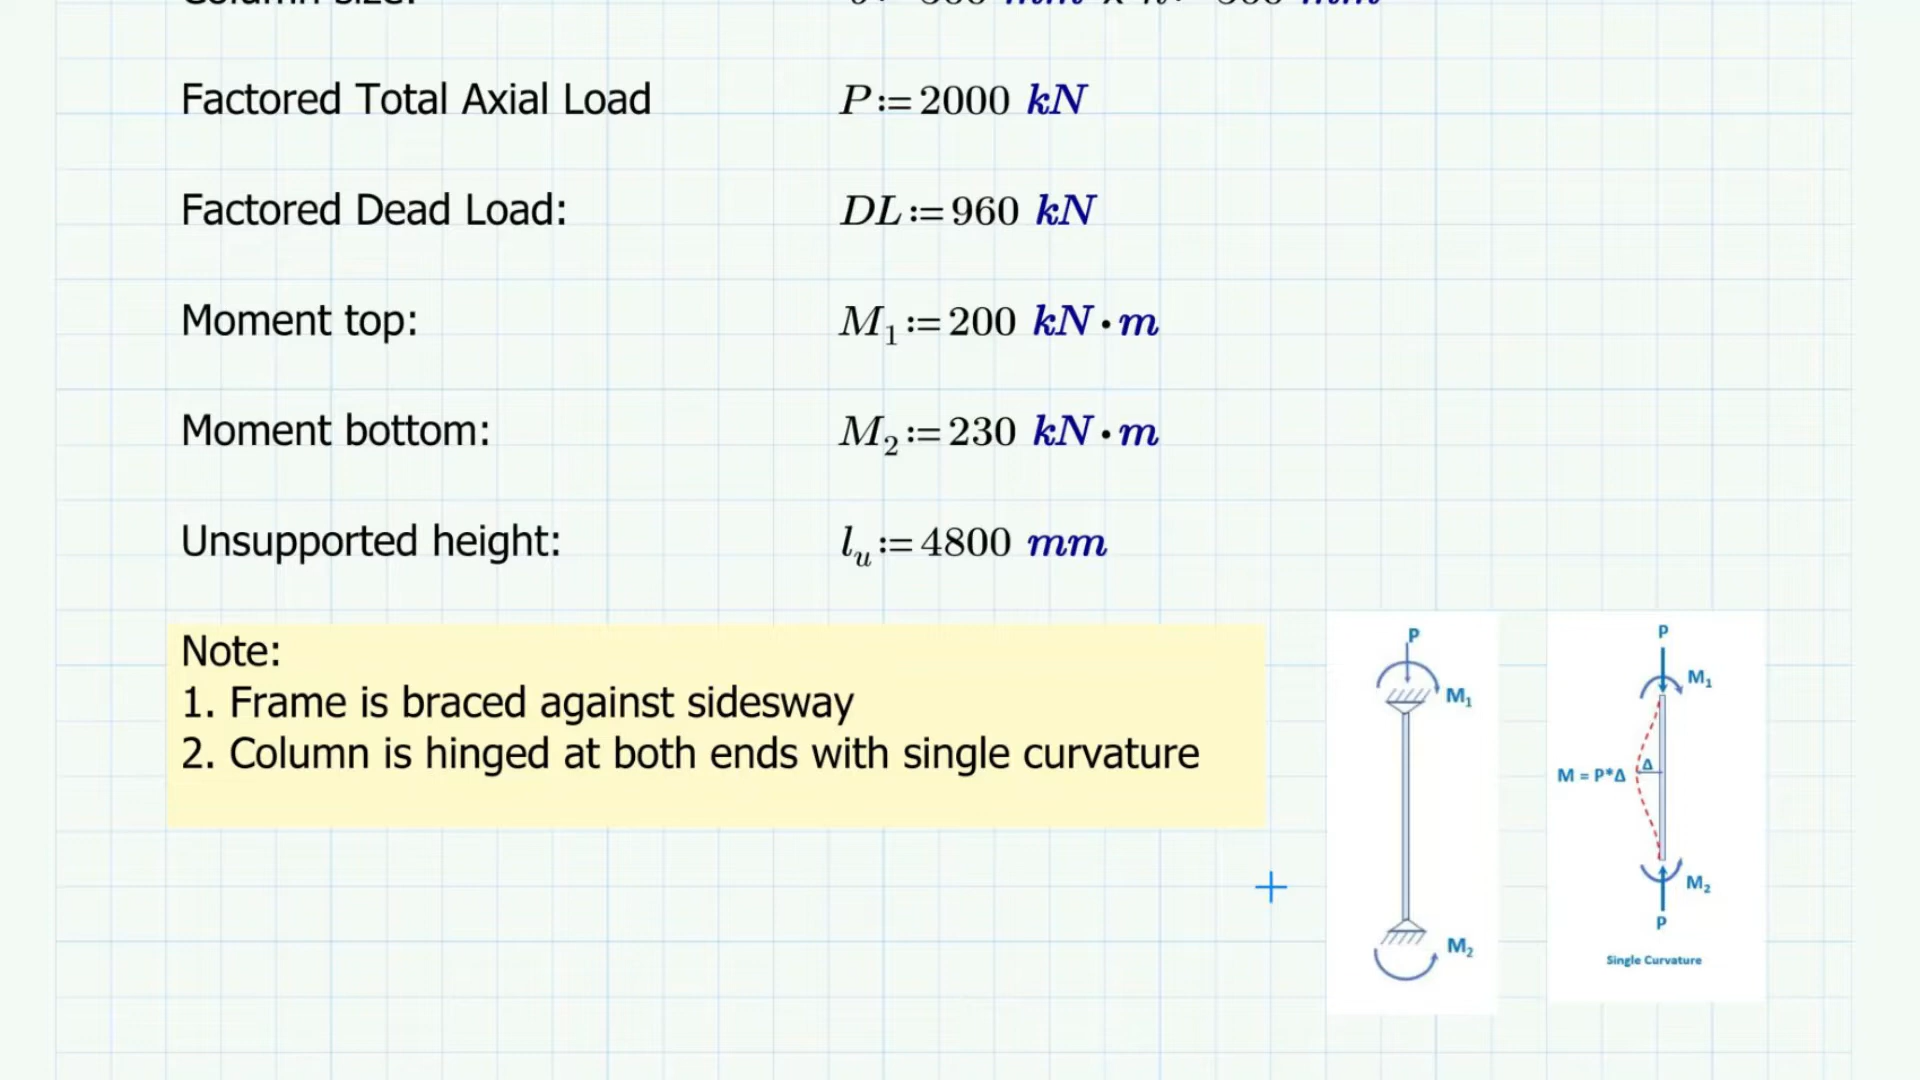 Column size:
Factored Total Axial Load P:=2000 kN
Factored Dead Load: DL:=960 kN
Moment top: M₁:=200 kN·m
Moment bottom: M₂:=230 kN·m
Unsupported height: lᵤ:=4800 mm
Note:
1. Frame is braced against sidesway
2. Column is hinged at both ends with single curvature
P
M₁
M₂
P
M₁
Δ
M = P*Δ
M₂
P
Single Curvature